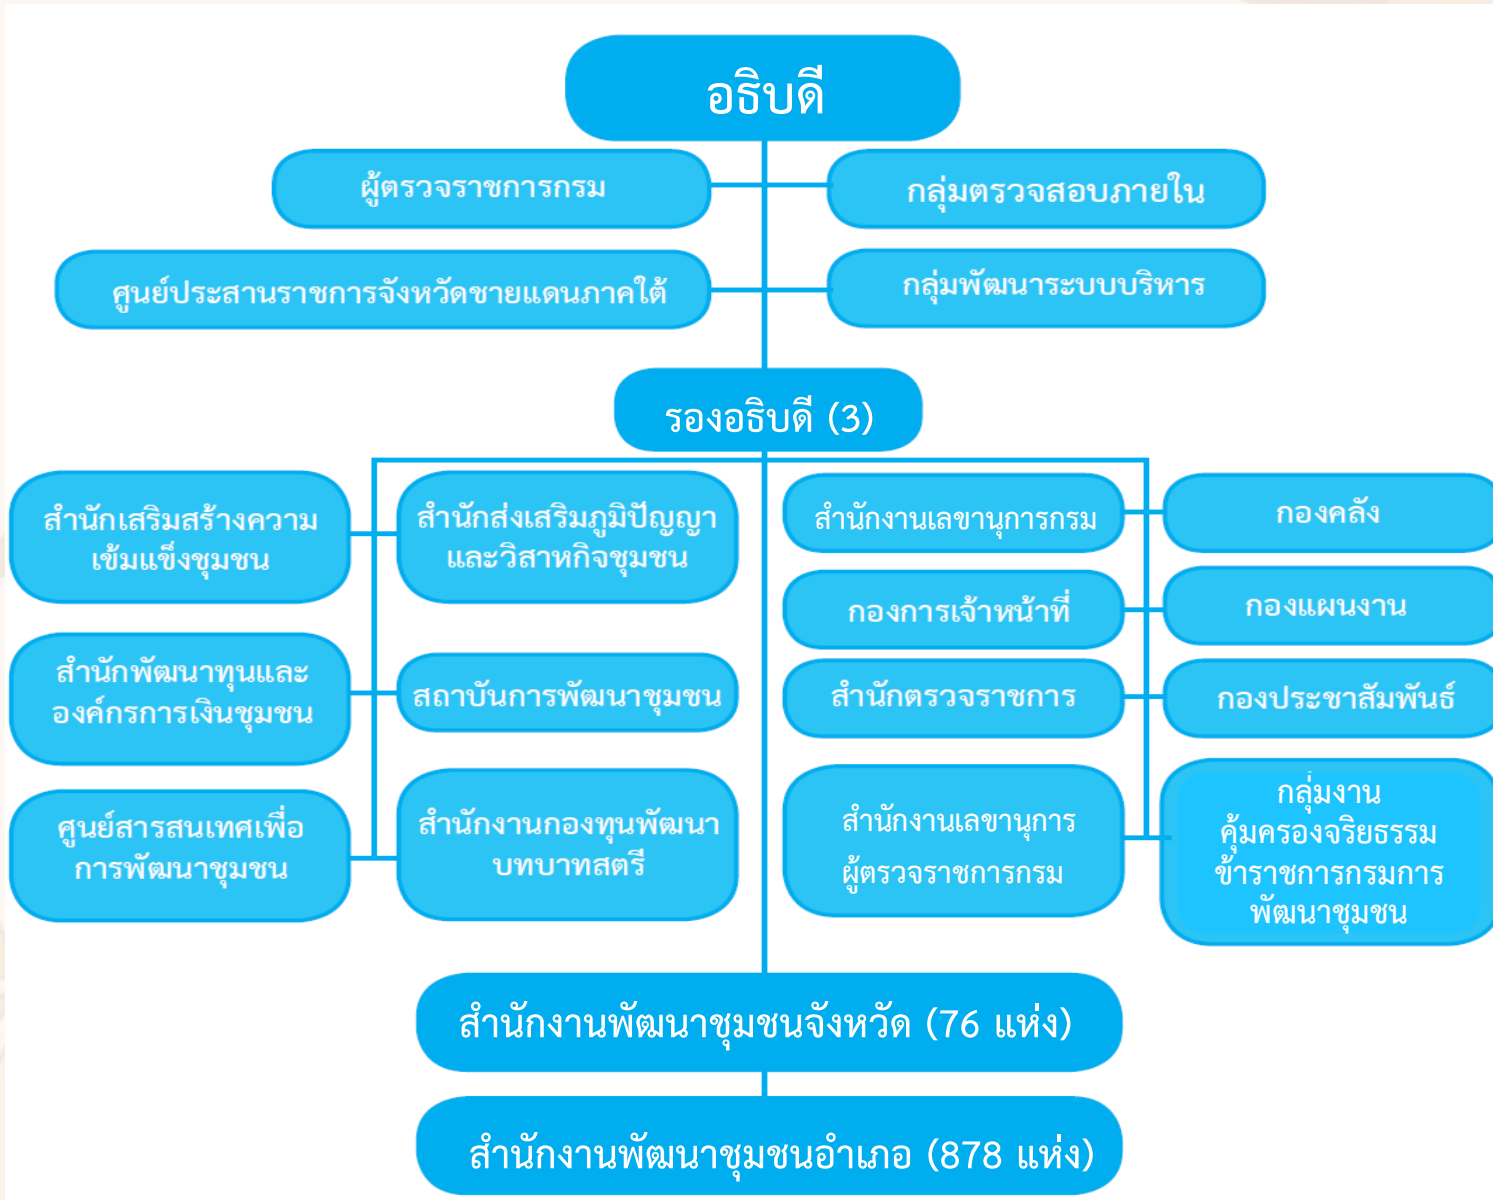 อธิบดี
ผู้ตรวจราชการกรม
กลุ่มตรวจสอบภายใน
ศูนย์ประสานราชการจังหวัดชายแดนภาคใต้
กลุ่มพัฒนาระบบบริหาร
รองอธิบดี (3)
สำนักเสริมสร้างความ
เข้มแข็งชุมชน
สำนักส่งเสริมภูมิปัญญา
และวิสาหกิจชุมชน
สำนักงานเลขานุการกรม
กองคลัง
กองการเจ้าหน้าที่
กองแผนงาน
สำนักพัฒนาทุนและ
องค์กรการเงินชุมชน
สถาบันการพัฒนาชุมชน
สำนักตรวจราชการ
กองประชาสัมพันธ์
ศูนย์สารสนเทศเพื่อ
การพัฒนาชุมชน
สำนักงานกองทุนพัฒนา
บทบาทสตรี
สำนักงานเลขานุการ
ผู้ตรวจราชการกรม
กลุ่มงาน
คุ้มครองจริยธรรม
ข้าราชการกรมการ
พัฒนาชุมชน
สำนักงานพัฒนาชุมชนจังหวัด (76 แห่ง)
สำนักงานพัฒนาชุมชนอำเภอ (878 แห่ง)